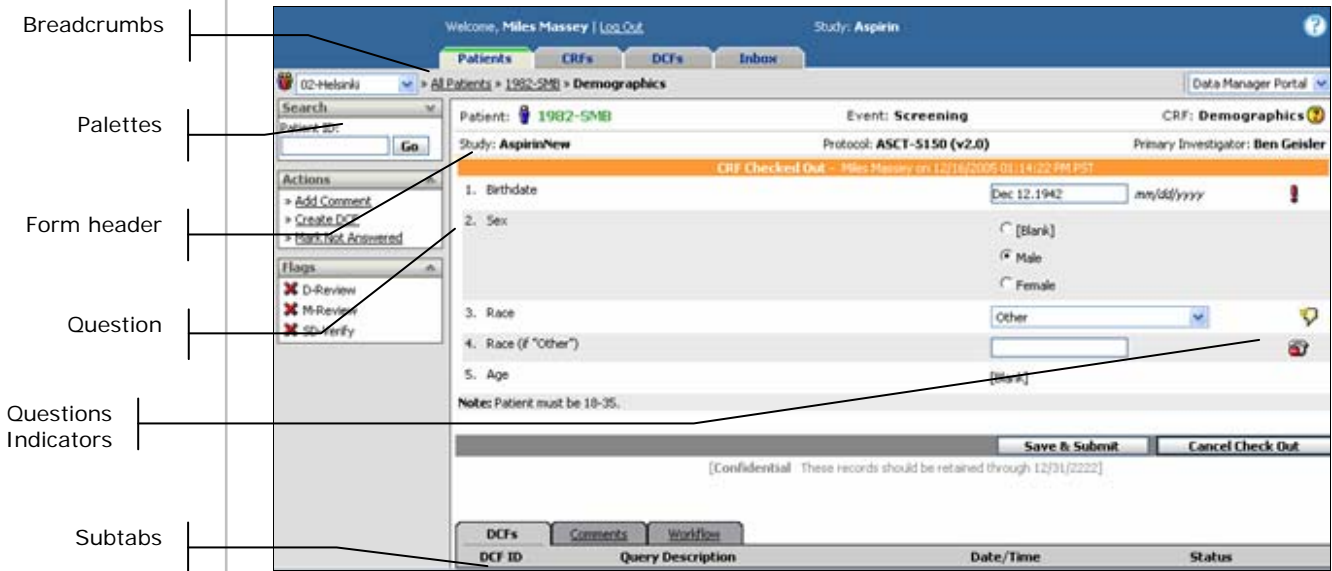 Breadcrumbs
Palettes
Form header
Question
Questions
Indicators
Subtabs
Welcome, Miles Massey | Log Out
Study: Aspirin
?
Patients CRFs DCFs Inbox
02-Helsinki » All Patients » 1982-SMB » Demographics
Data Manager Portal
Search
Patient ID:
Go
Actions
» Add Comment
» Create DCF
» Mark Not Answered
Flags
D-Review
M-Review
SD-Verify
Patient: 1982-SMB Event: Screening CRF: Demographics ?
Study: AspirinNew Protocol: ASCT-5150 (v2.0) Primary Investigator: Ben Geisler
CRF Checked Out - Miles Massey on 12/16/2005 01:14:22 PM PST
1. Birthdate Dec 12.1942 mm/dd/yyyy
2. Sex [Blank]
Male
Female
3. Race Other
4. Race (if "Other")
5. Age [Blank]
Note: Patient must be 18-35.
Save & Submit Cancel Check Out
[Confidential These records should be retained through 12/31/2222]
DCFs Comments Workflow
DCF ID Query Description Date/Time Status